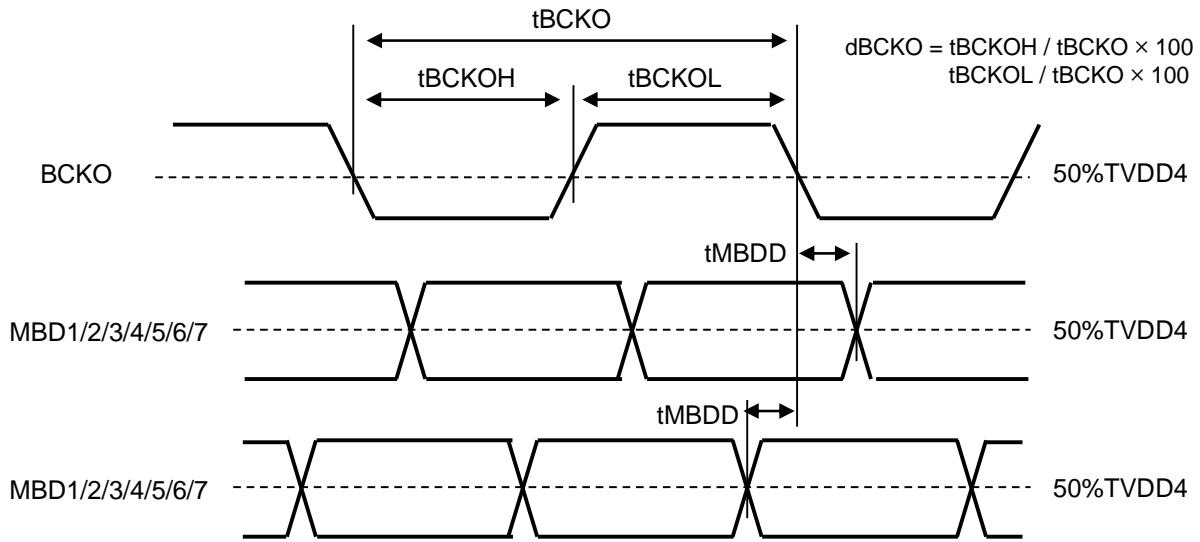 tBCKO
dBCKO = tBCKOH / tBCKO × 100
tBCKOL / tBCKO × 100
tBCKOH
tBCKOL
BCKO
50%TVDD4
tMBDD
MBD1/2/3/4/5/6/7
50%TVDD4
tMBDD
MBD1/2/3/4/5/6/7
50%TVDD4